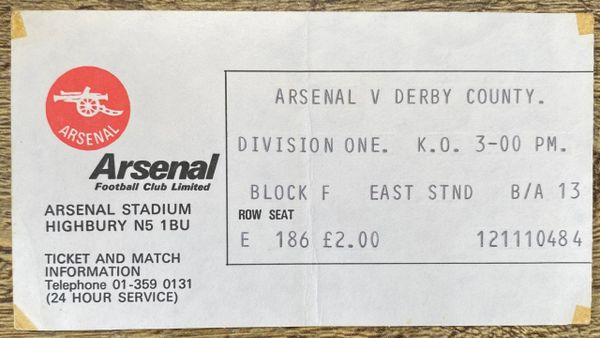 ARSENAL
Arsenal
Football Club Limited
ARSENAL STADIUM
HIGHBURY N5 1BU
TICKET AND MATCH
INFORMATION
Telephone 01-359 0131
(24 HOUR SERVICE)
ARSENAL V DERBY COUNTY.
DIVISION ONE. K.O. 3-00 PM.
BLOCK F EAST STND B/A 13
ROW SEAT
E 186 £2.00 121110484